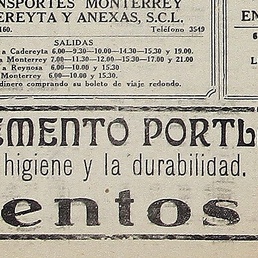 NSPORTES MONTERREY
EREYTA Y ANEXAS, S.C.L.
160. Teléfono 3549
SALIDAS
a Cadereyta 6.00—9.30—10.00—14.30—15.30 y 19.00.
a Monterrey 7.00—11.30—12.00—15.30—17.00 y 21.00
a Reynosa 6.00—10.00 y 15.30
Monterrey 6.00—10.00 y 15.30.
dinero comprando su boleto de viaje redondo.
EN
6
L
EMENTO PORTL
higiene y la durabilidad.
entos